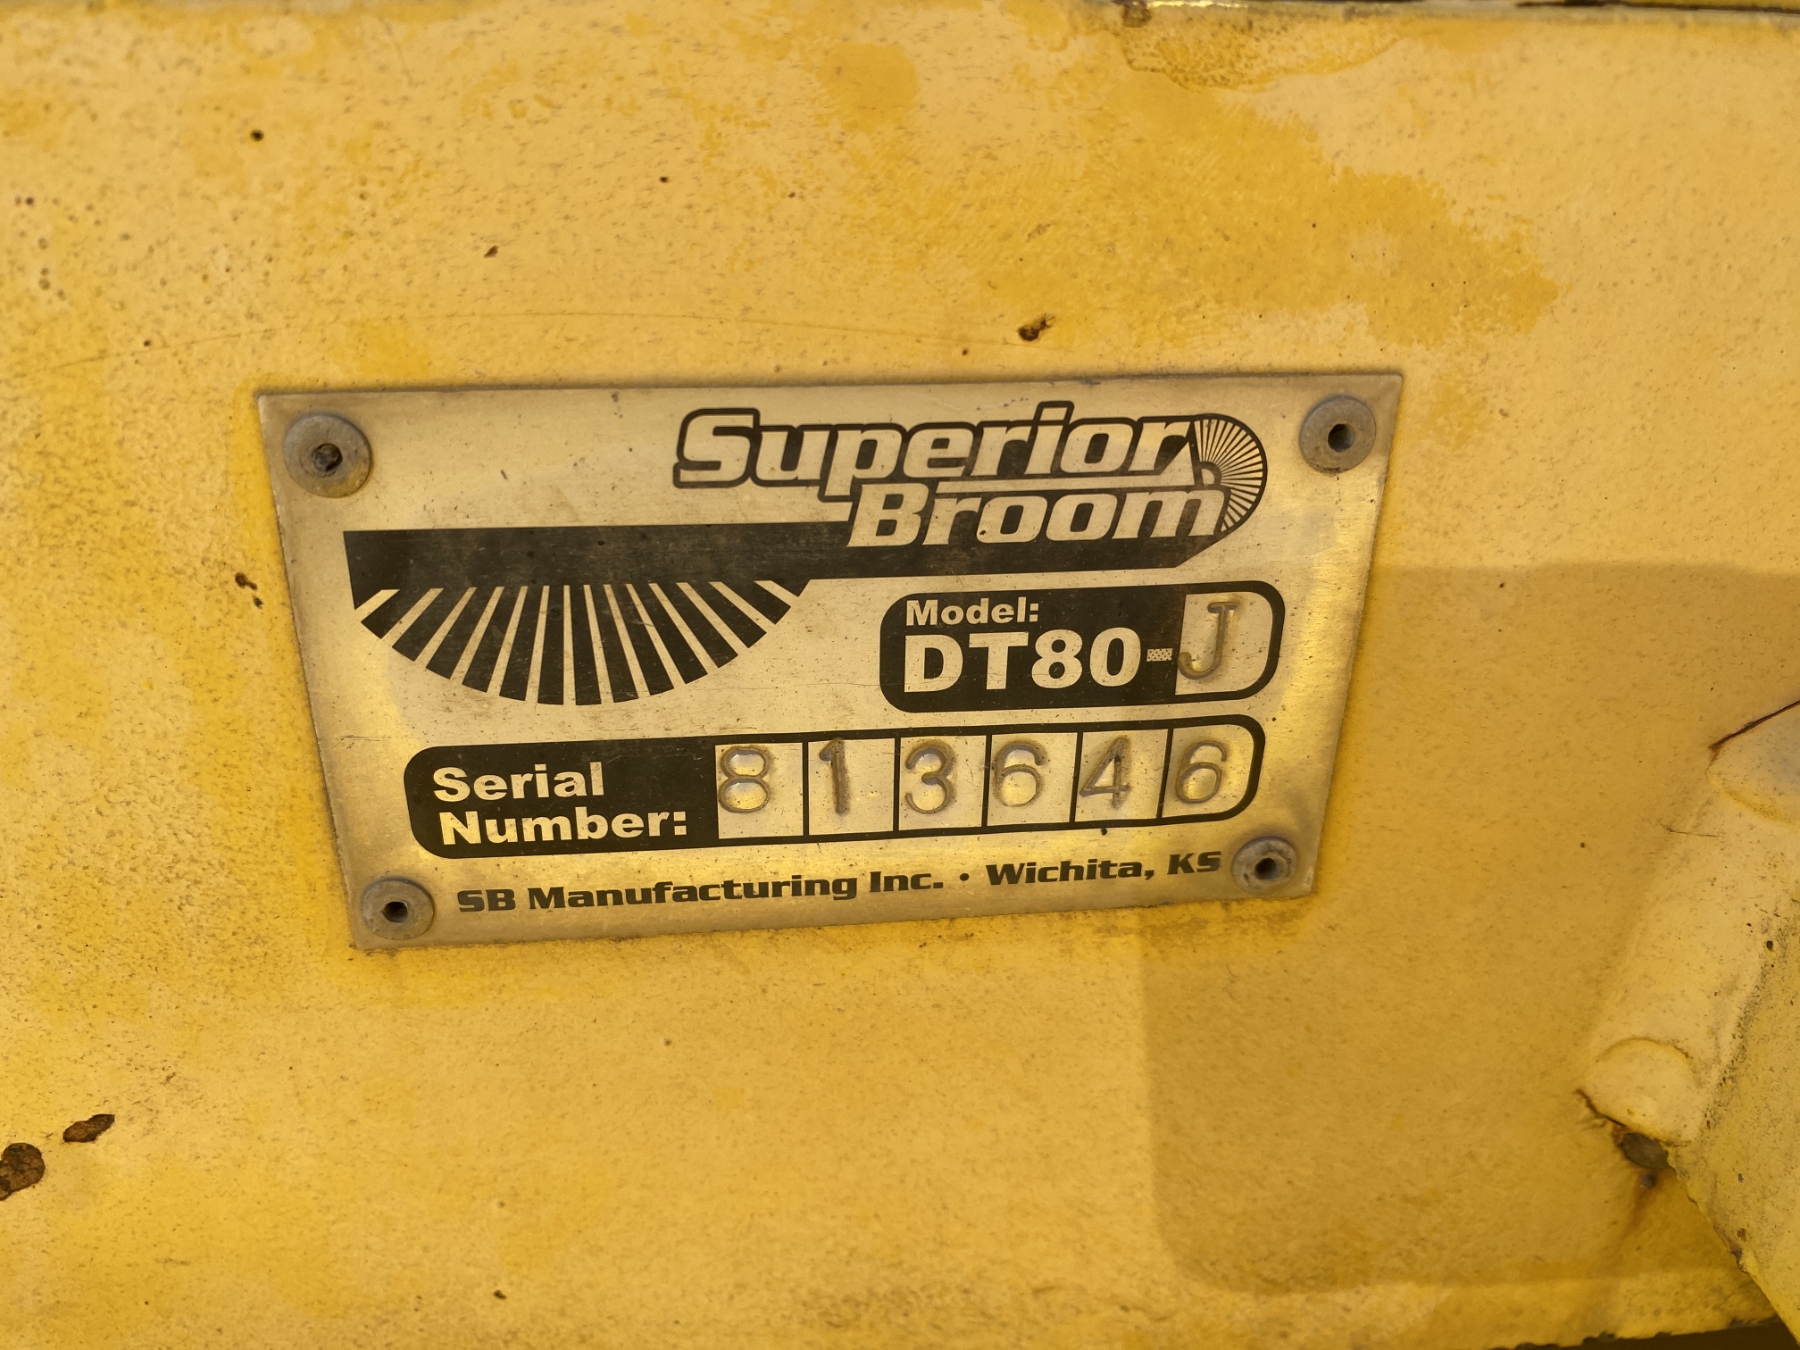 Superior
Broom
Model:
DT80-J
Serial
Number: 813646
SB Manufacturing Inc. • Wichita, KS